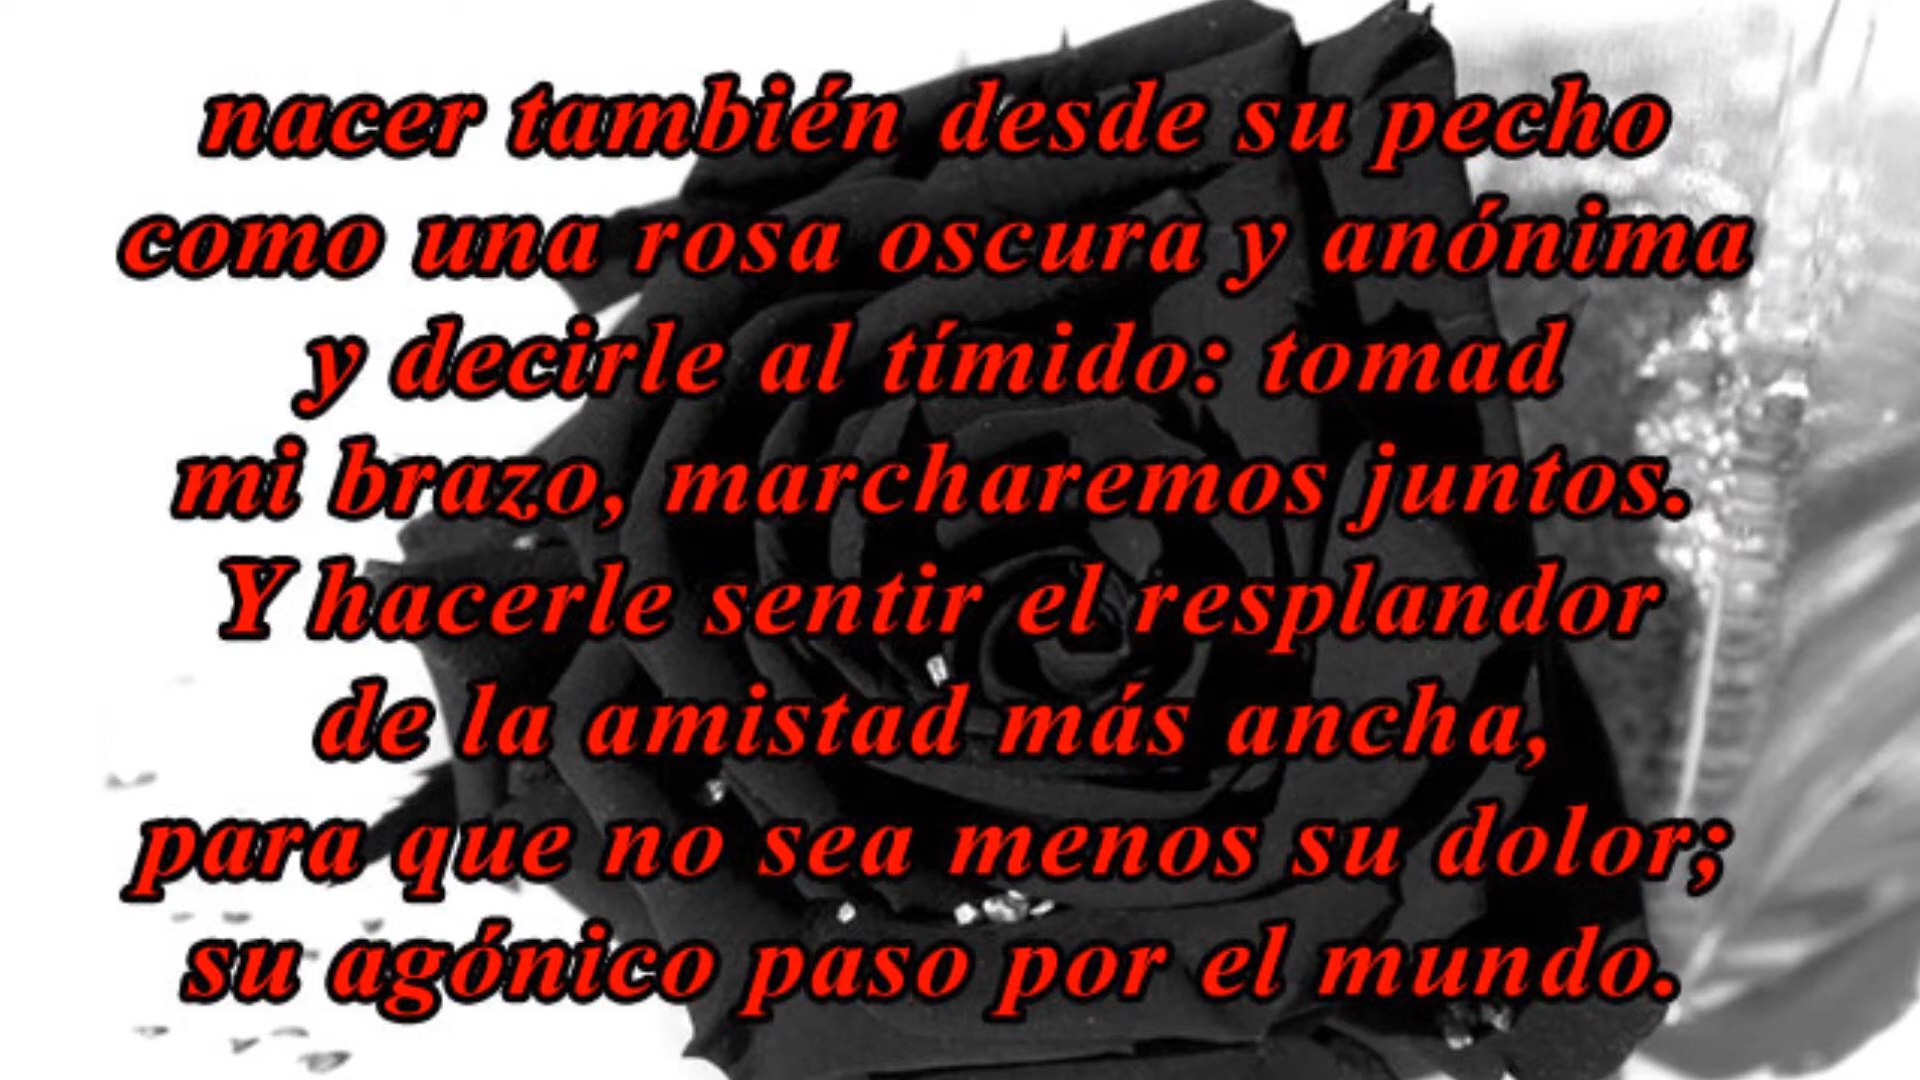 nacer también desde su pecho
como una rosa oscura y anónima
y decirle al tímido: tomad
mi brazo, marcharemos juntos.
Y hacerle sentir el resplandor
de la amistad más ancha,
para que no sea menos su dolor;
su agónico paso por el mundo.